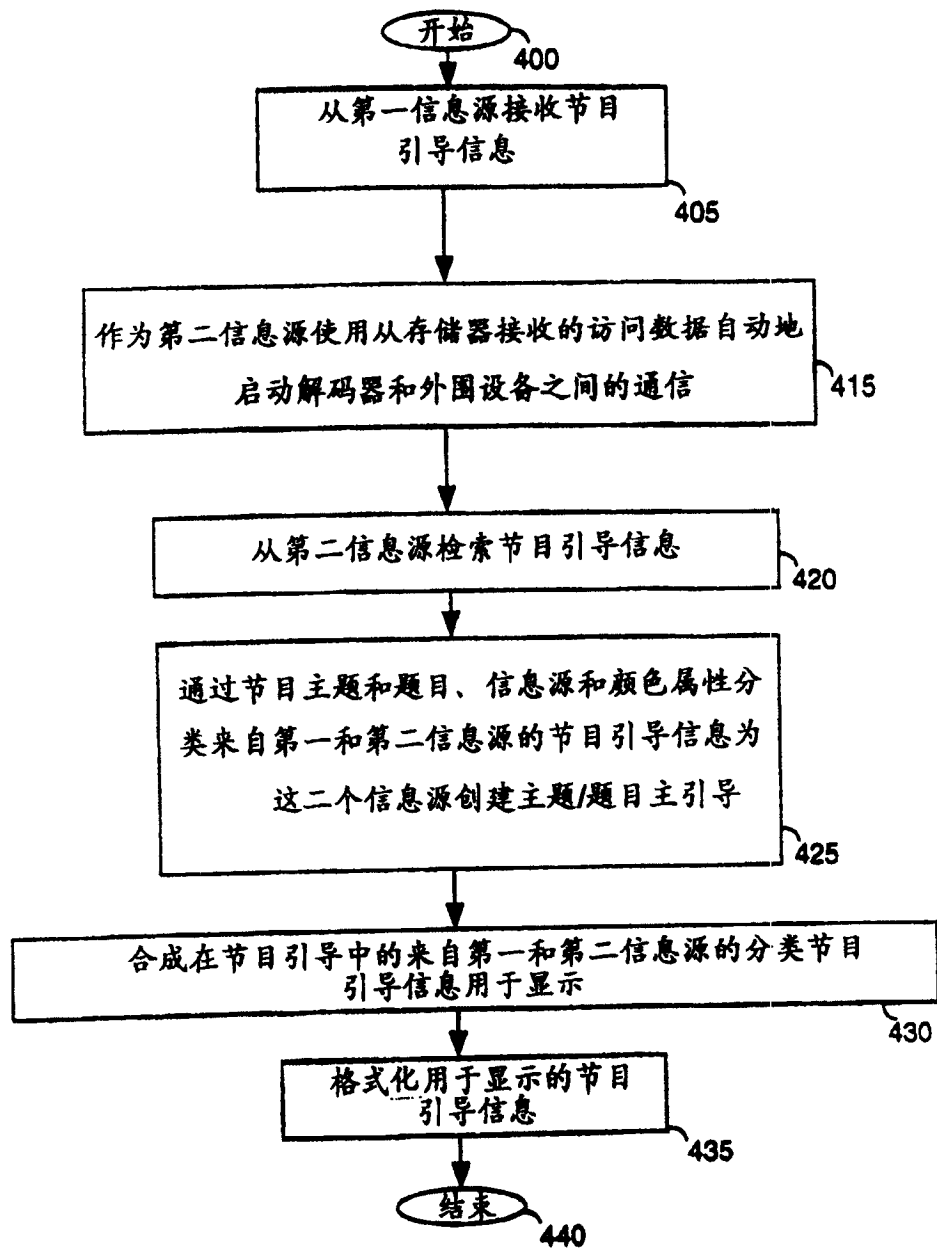 开始
400
从第一信息源接收节目
引导信息
405
作为第二信息源使用从存储器接收的访问数据自动地
启动解码器和外围设备之间的通信
415
从第二信息源检索节目引导信息
420
通过节目主题和题目、信息源和颜色属性分
类来自第一和第二信息源的节目引导信息为
这二个信息源创建主题/题目主引导
425
合成在节目引导中的来自第一和第二信息源的分类节目
引导信息用于显示
430
格式化用于显示的节目
引导信息
435
结束
440